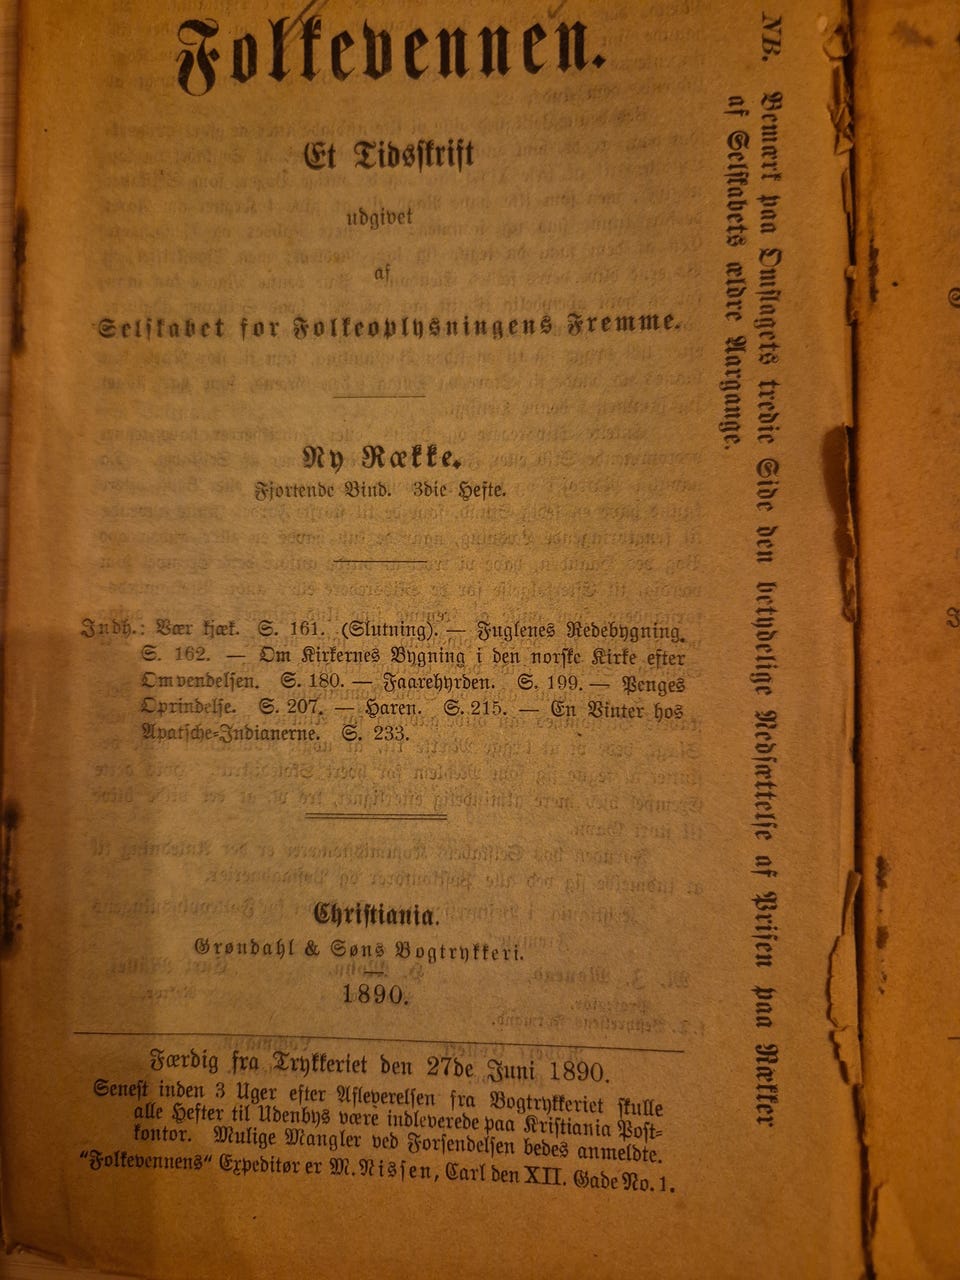 Folkevennen.
Et Tidsskrift
udgivet
af
Selskabet for Folkeoplysningens Fremme.
Ny Række.
Fjortende Bind. 3die Hefte.
Indh.: Vær kjæk. S. 161. (Slutning). — Fuglenes Redebygning.
S. 162. — Om Kirkernes Bygning i den norske Kirke efter
Omvendelsen. S. 180. — Faarehyrden. S. 199. — Penges
Oprindelse. S. 207. — Haren. S. 215. — En Vinter hos
Apatsche-Indianerne. S. 233.
Christiania.
Grøndahl & Søns Bogtrykkeri.
1890.
Færdig fra Trykkeriet den 27de Juni 1890.
Senest inden 3 Uger efter Afleverelsen fra Bogtrykkeriet skulle
alle Hefter til Udenbys være indleverede paa Kristiania Post-
kontor. Mulige Mangler ved Forsendelsen bedes anmeldte.
"Folkevennens" Expeditør er M. Nissen, Carl den XII. Gade No. 1.
NB. Bemærk paa Omslagets tredie Side den betydelige Nedsættelse af Prisen paa Rækker
af Selskabets ældre Aargange.